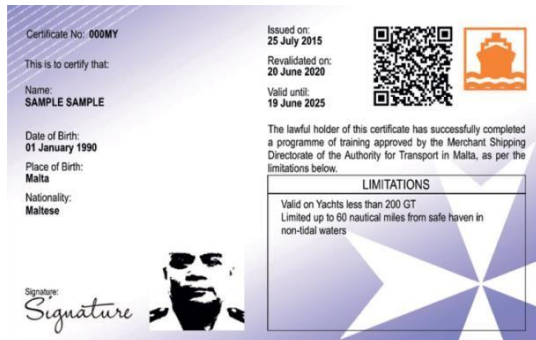 Certificate No: 000MY
This is to certify that:
Name:
SAMPLE SAMPLE
Date of Birth:
01 January 1990
Place of Birth:
Malta
Nationality:
Maltese
Signature:
Signature
Issued on:
25 July 2015
Revalidated on:
20 June 2020
Valid until:
19 June 2025
The lawful holder of this certificate has successfully completed
a programme of training approved by the Merchant Shipping
Directorate of the Authority for Transport in Malta, as per the
limitations below.
LIMITATIONS
Valid on Yachts less than 200 GT
Limited up to 60 nautical miles from safe haven in
non-tidal waters